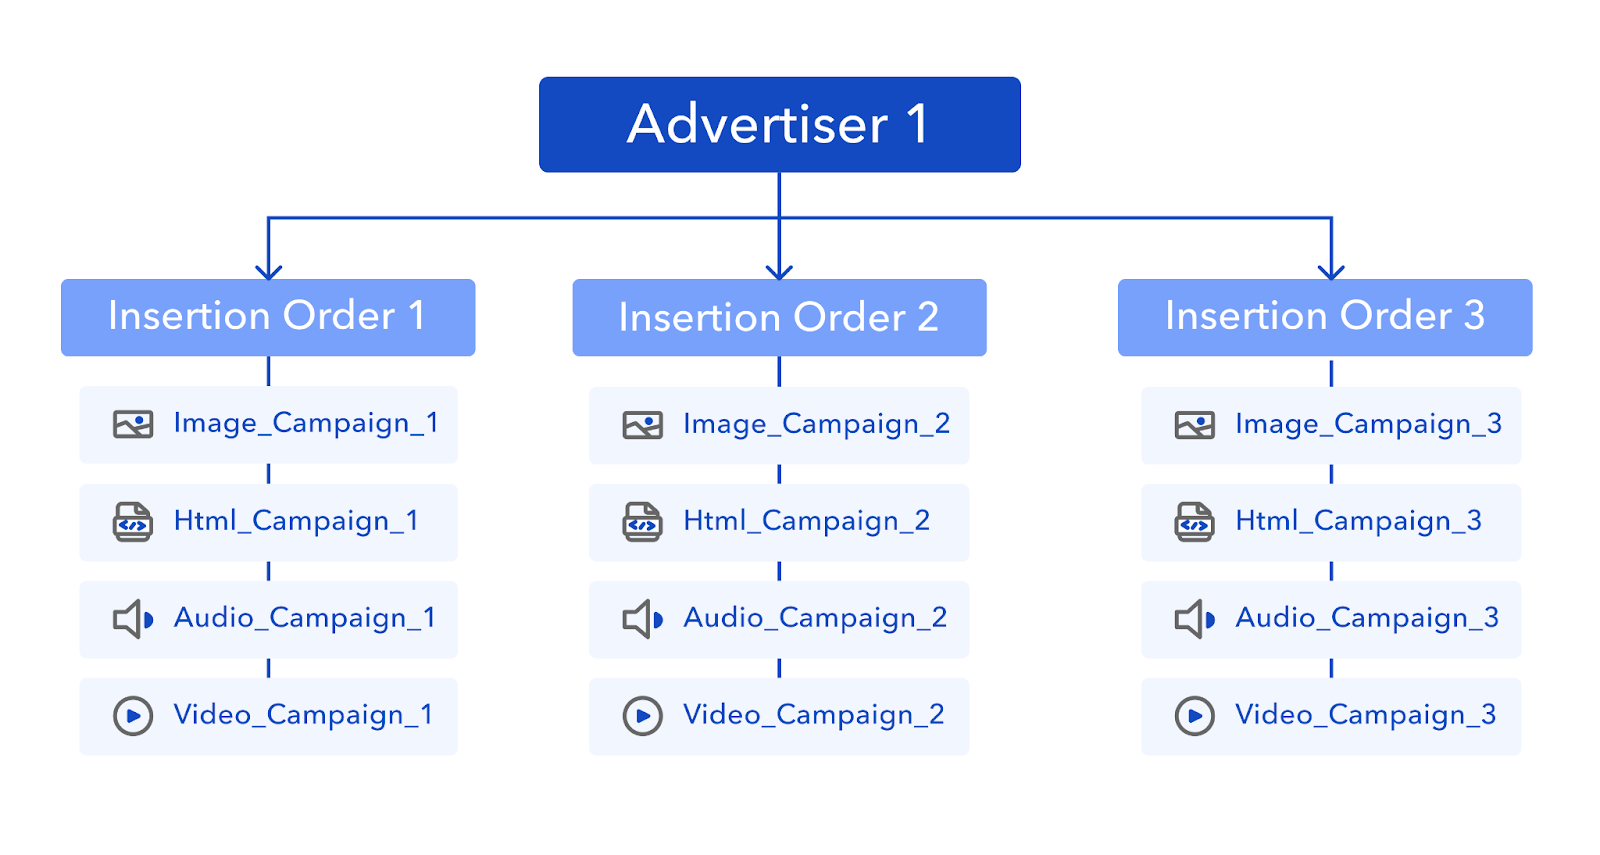 Advertiser 1
Insertion Order 1
Image_Campaign_1
Html_Campaign_1
Audio_Campaign_1
Video_Campaign_1
Insertion Order 2
Image_Campaign_2
Html_Campaign_2
Audio_Campaign_2
Video_Campaign_2
Insertion Order 3
Image_Campaign_3
Html_Campaign_3
Audio_Campaign_3
Video_Campaign_3